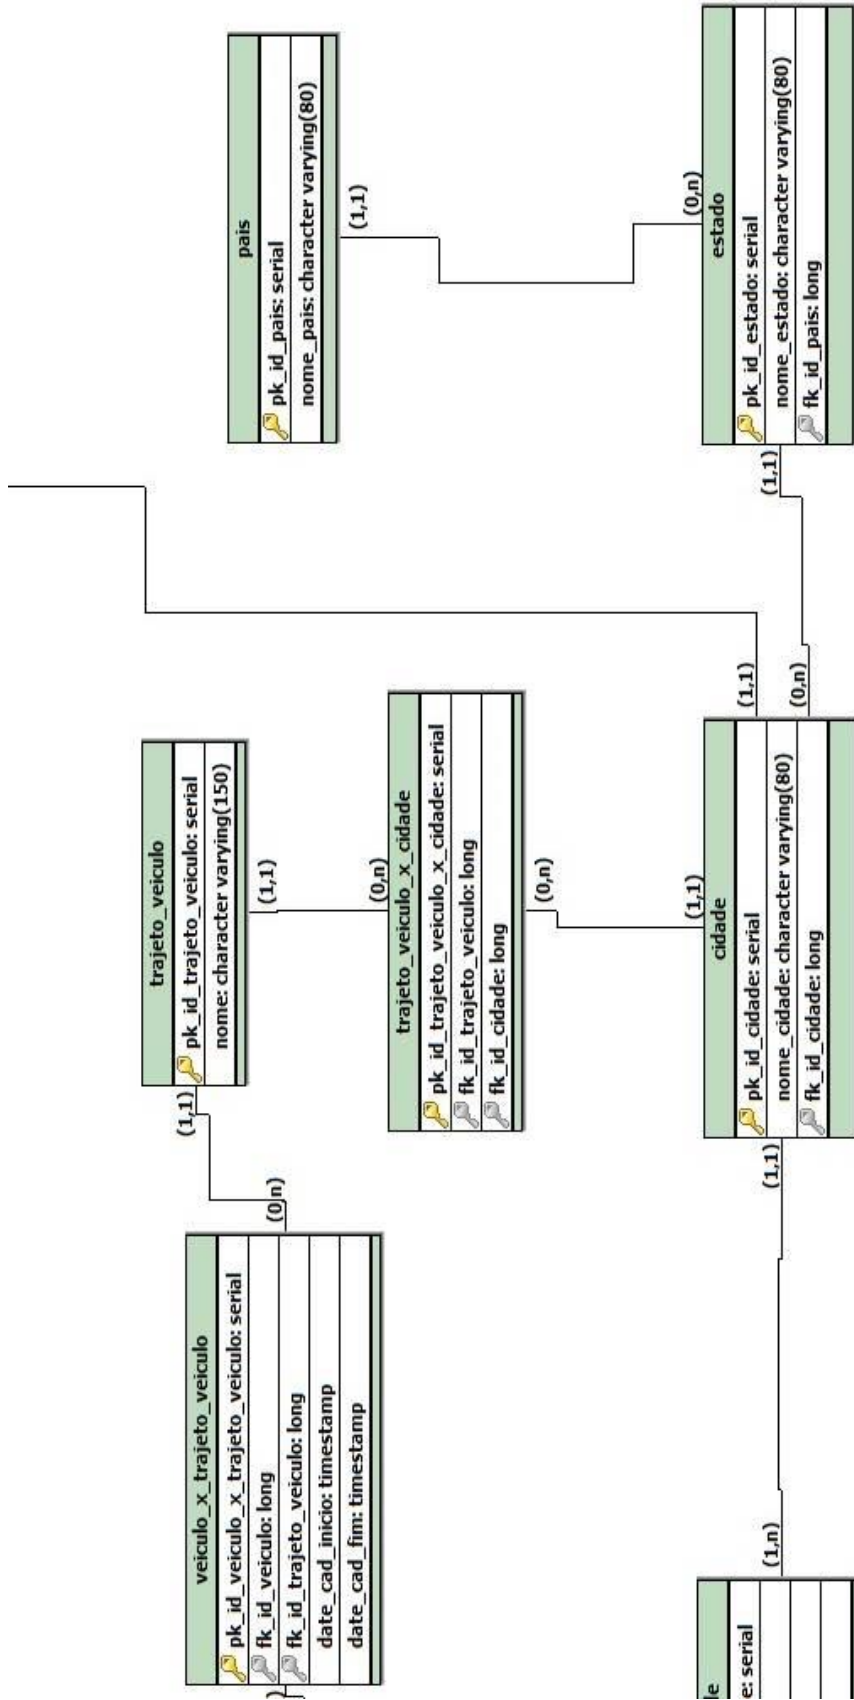 pais
pk_id_pais: serial
nome_pais: character varying(80)
(1,1)
(0,n)
estado
pk_id_estado: serial
nome_estado: character varying(80)
fk_id_pais: long
(1,1)
(1,1)
(0,n)
trajeto_veiculo
pk_id_trajeto_veiculo: serial
nome: character varying(150)
(1,1)
(1,1)
(0,n)
trajeto_veiculo_x_cidade
pk_id_trajeto_veiculo_x_cidade: serial
fk_id_trajeto_veiculo: long
fk_id_cidade: long
(0,n)
(1,1)
cidade
pk_id_cidade: serial
nome_cidade: character varying(80)
fk_id_cidade: long
(1,1)
(0,n)
veiculo_x_trajeto_veiculo
pk_id_veiculo_x_trajeto_veiculo: serial
fk_id_veiculo: long
fk_id_trajeto_veiculo: long
date_cad_inicio: timestamp
date_cad_fim: timestamp
)
(1,n)
le
e: serial